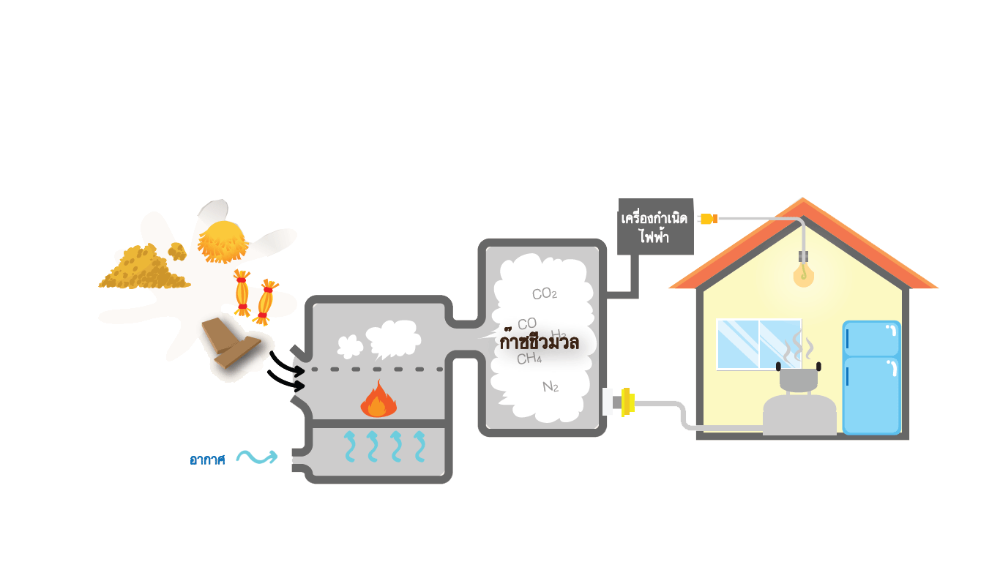 เครื่องกำเนิด
ไฟฟ้า
CO₂
CO
H₂
ก๊าซชีวมวล
CH₄
N₂
อากาศ